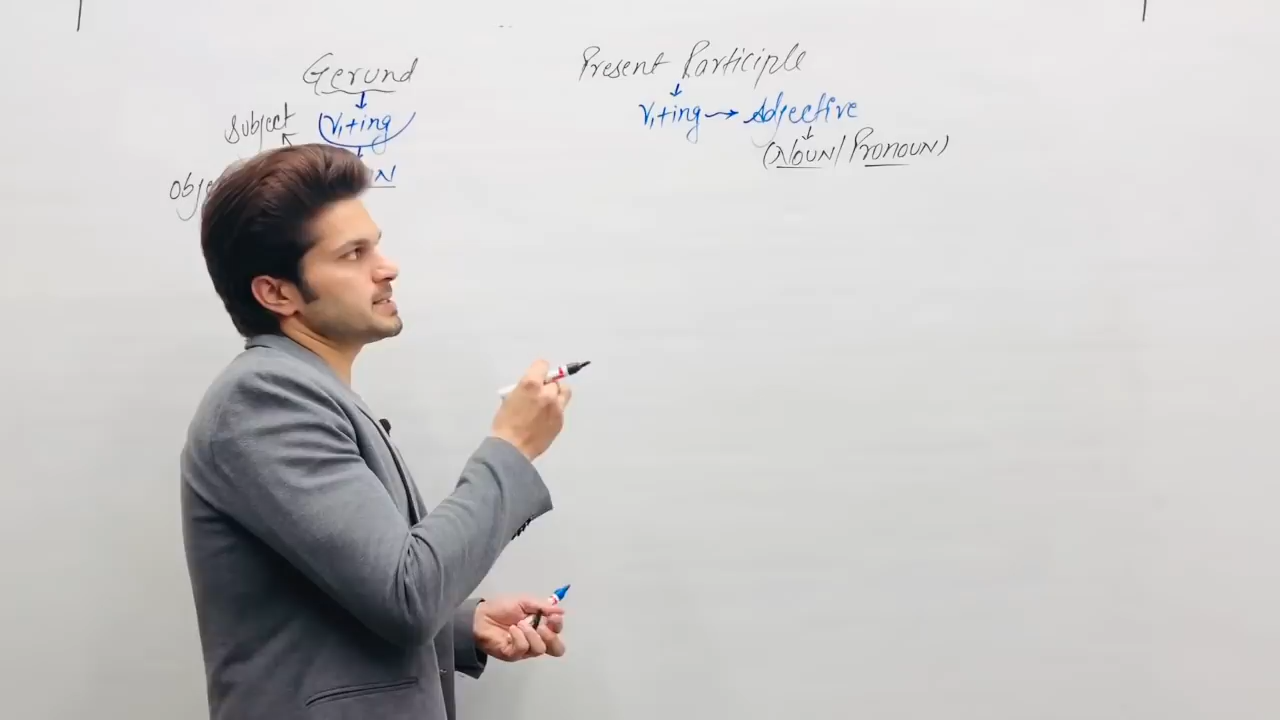 Gerund
Subject V₁+ing
Present Participle
V₁+ing → Adjective
(Noun/Pronoun)